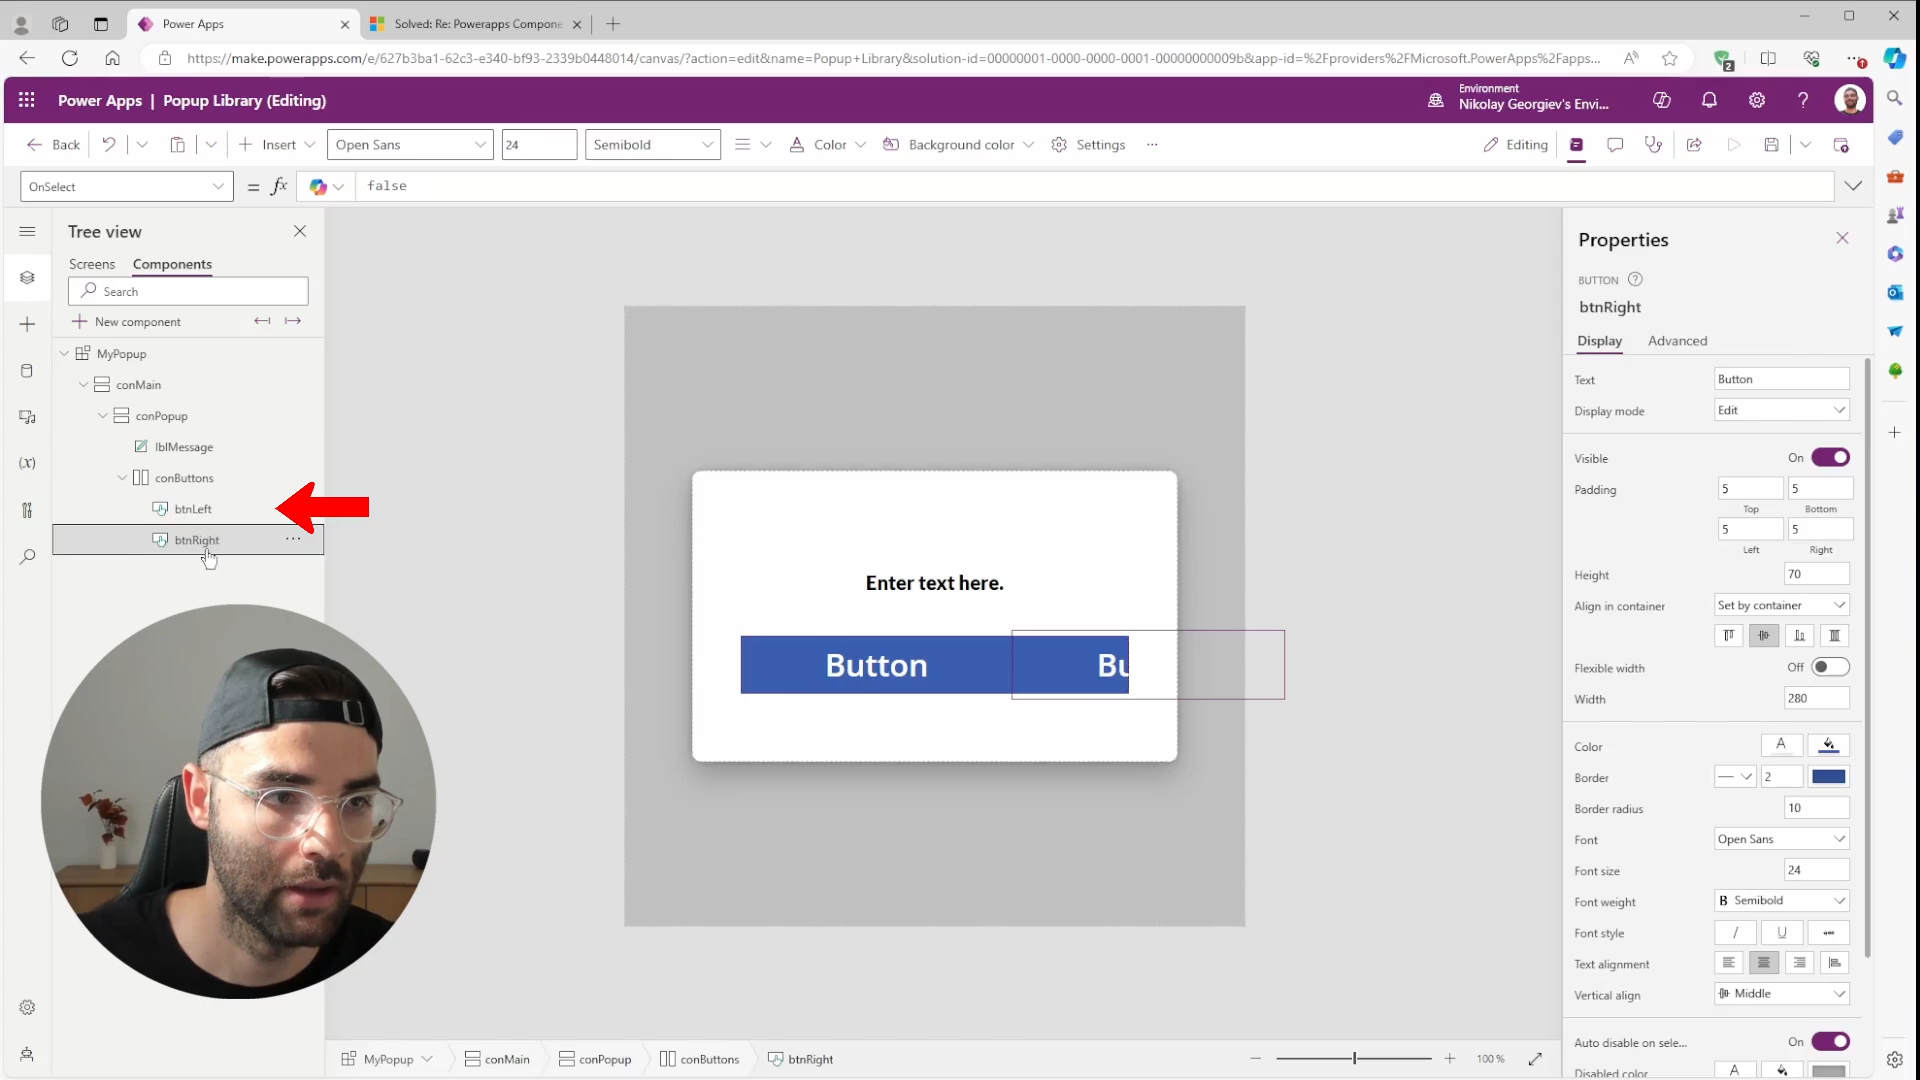 Power Apps
Solved: Re: Powerapps Compone
https://make.powerapps.com/e/627b3ba1-62c3-e340-bf93-2339b0448014/canvas/?action=edit&name=Popup+Library&solution-id=00000001-0000-0000-0001-00000000009b&app-id=%2Fproviders%2FMicrosoft.PowerApps%2Fapps...
2
Power Apps | Popup Library (Editing)
Environment
Nikolay Georgiev's Envi...
Back
Insert
Open Sans
24
Semibold
Color
Background color
Settings
Editing
OnSelect
= fx
false
Tree view
Screens
Components
Search
New component
MyPopup
conMain
conPopup
lblMessage
conButtons
btnLeft
btnRight
Enter text here.
Button
Bu
Properties
BUTTON
btnRight
Display
Advanced
Text
Button
Display mode
Edit
Visible
On
Padding
5
5
Top
Bottom
5
5
Left
Right
Height
70
Align in container
Set by container
Flexible width
Off
Width
280
Color
Border
2
Border radius
10
Font
Open Sans
Font size
24
Font weight
B Semibold
Font style
Text alignment
Vertical align
Middle
Auto disable on sele...
On
Disabled color
MyPopup
conMain
conPopup
conButtons
btnRight
100 %